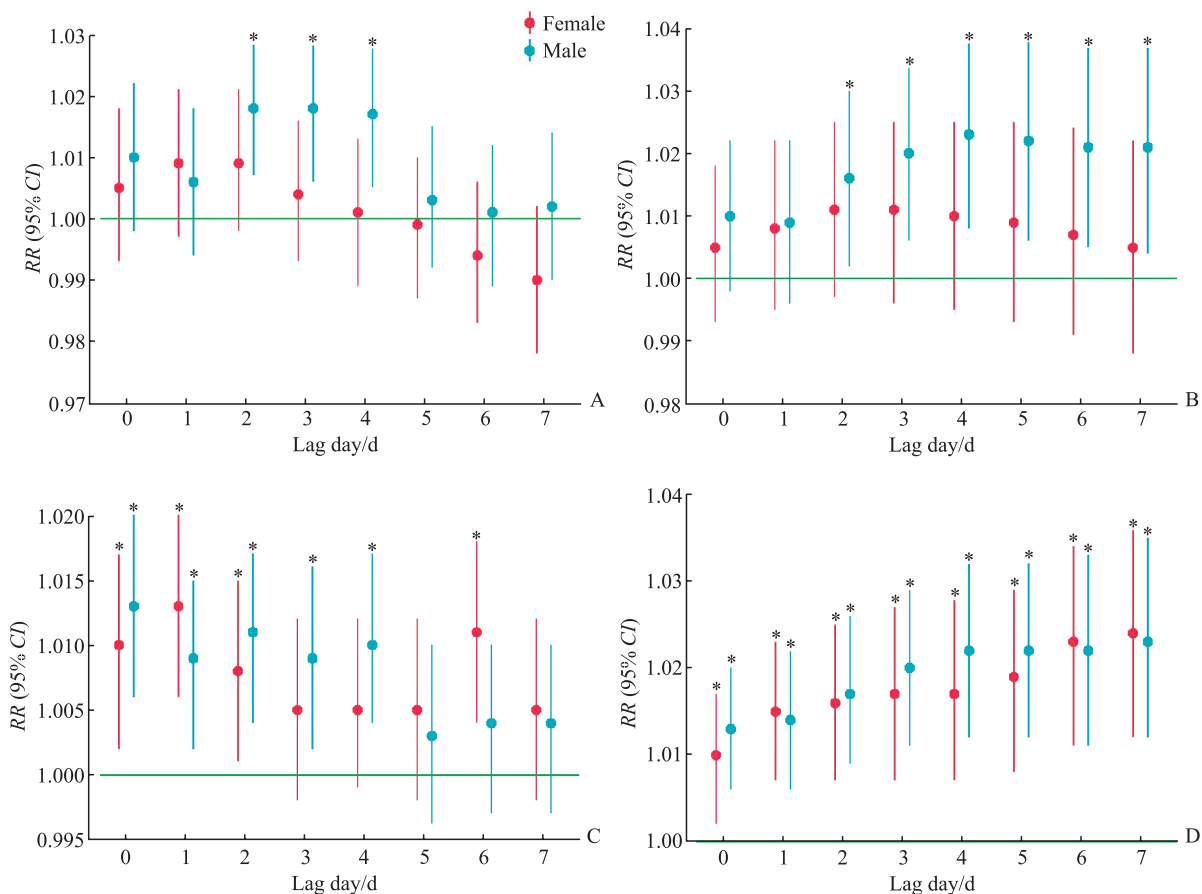 Female
Male
1.03
1.02
1.01
1.00
0.99
0.98
0.97
RR (95% CI)
* * *
0 1 2 3 4 5 6 7
Lag day/d
A
1.04
1.03
1.02
1.01
1.00
0.99
0.98
RR (95% CI)
* * * * * *
0 1 2 3 4 5 6 7
Lag day/d
B
1.020
1.015
1.010
1.005
1.000
0.995
RR (95% CI)
* * * * * * * * *
0 1 2 3 4 5 6 7
Lag day/d
C
1.04
1.03
1.02
1.01
1.00
RR (95% CI)
* * * * * * * * * * * * * * * *
0 1 2 3 4 5 6 7
Lag day/d
D